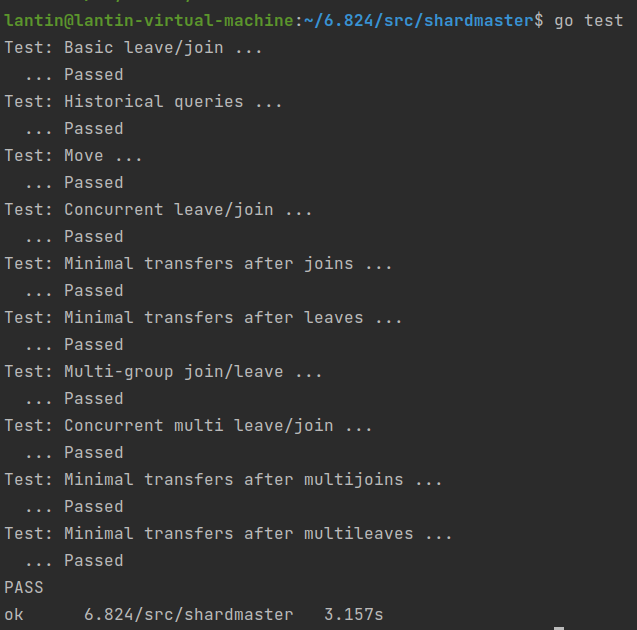 lantin@lantin-virtual-machine:~/6.824/src/shardmaster$ go test
Test: Basic leave/join ...
  ... Passed
Test: Historical queries ...
  ... Passed
Test: Move ...
  ... Passed
Test: Concurrent leave/join ...
  ... Passed
Test: Minimal transfers after joins ...
  ... Passed
Test: Minimal transfers after leaves ...
  ... Passed
Test: Multi-group join/leave ...
  ... Passed
Test: Concurrent multi leave/join ...
  ... Passed
Test: Minimal transfers after multijoins ...
  ... Passed
Test: Minimal transfers after multileaves ...
  ... Passed
PASS
ok      6.824/src/shardmaster   3.157s